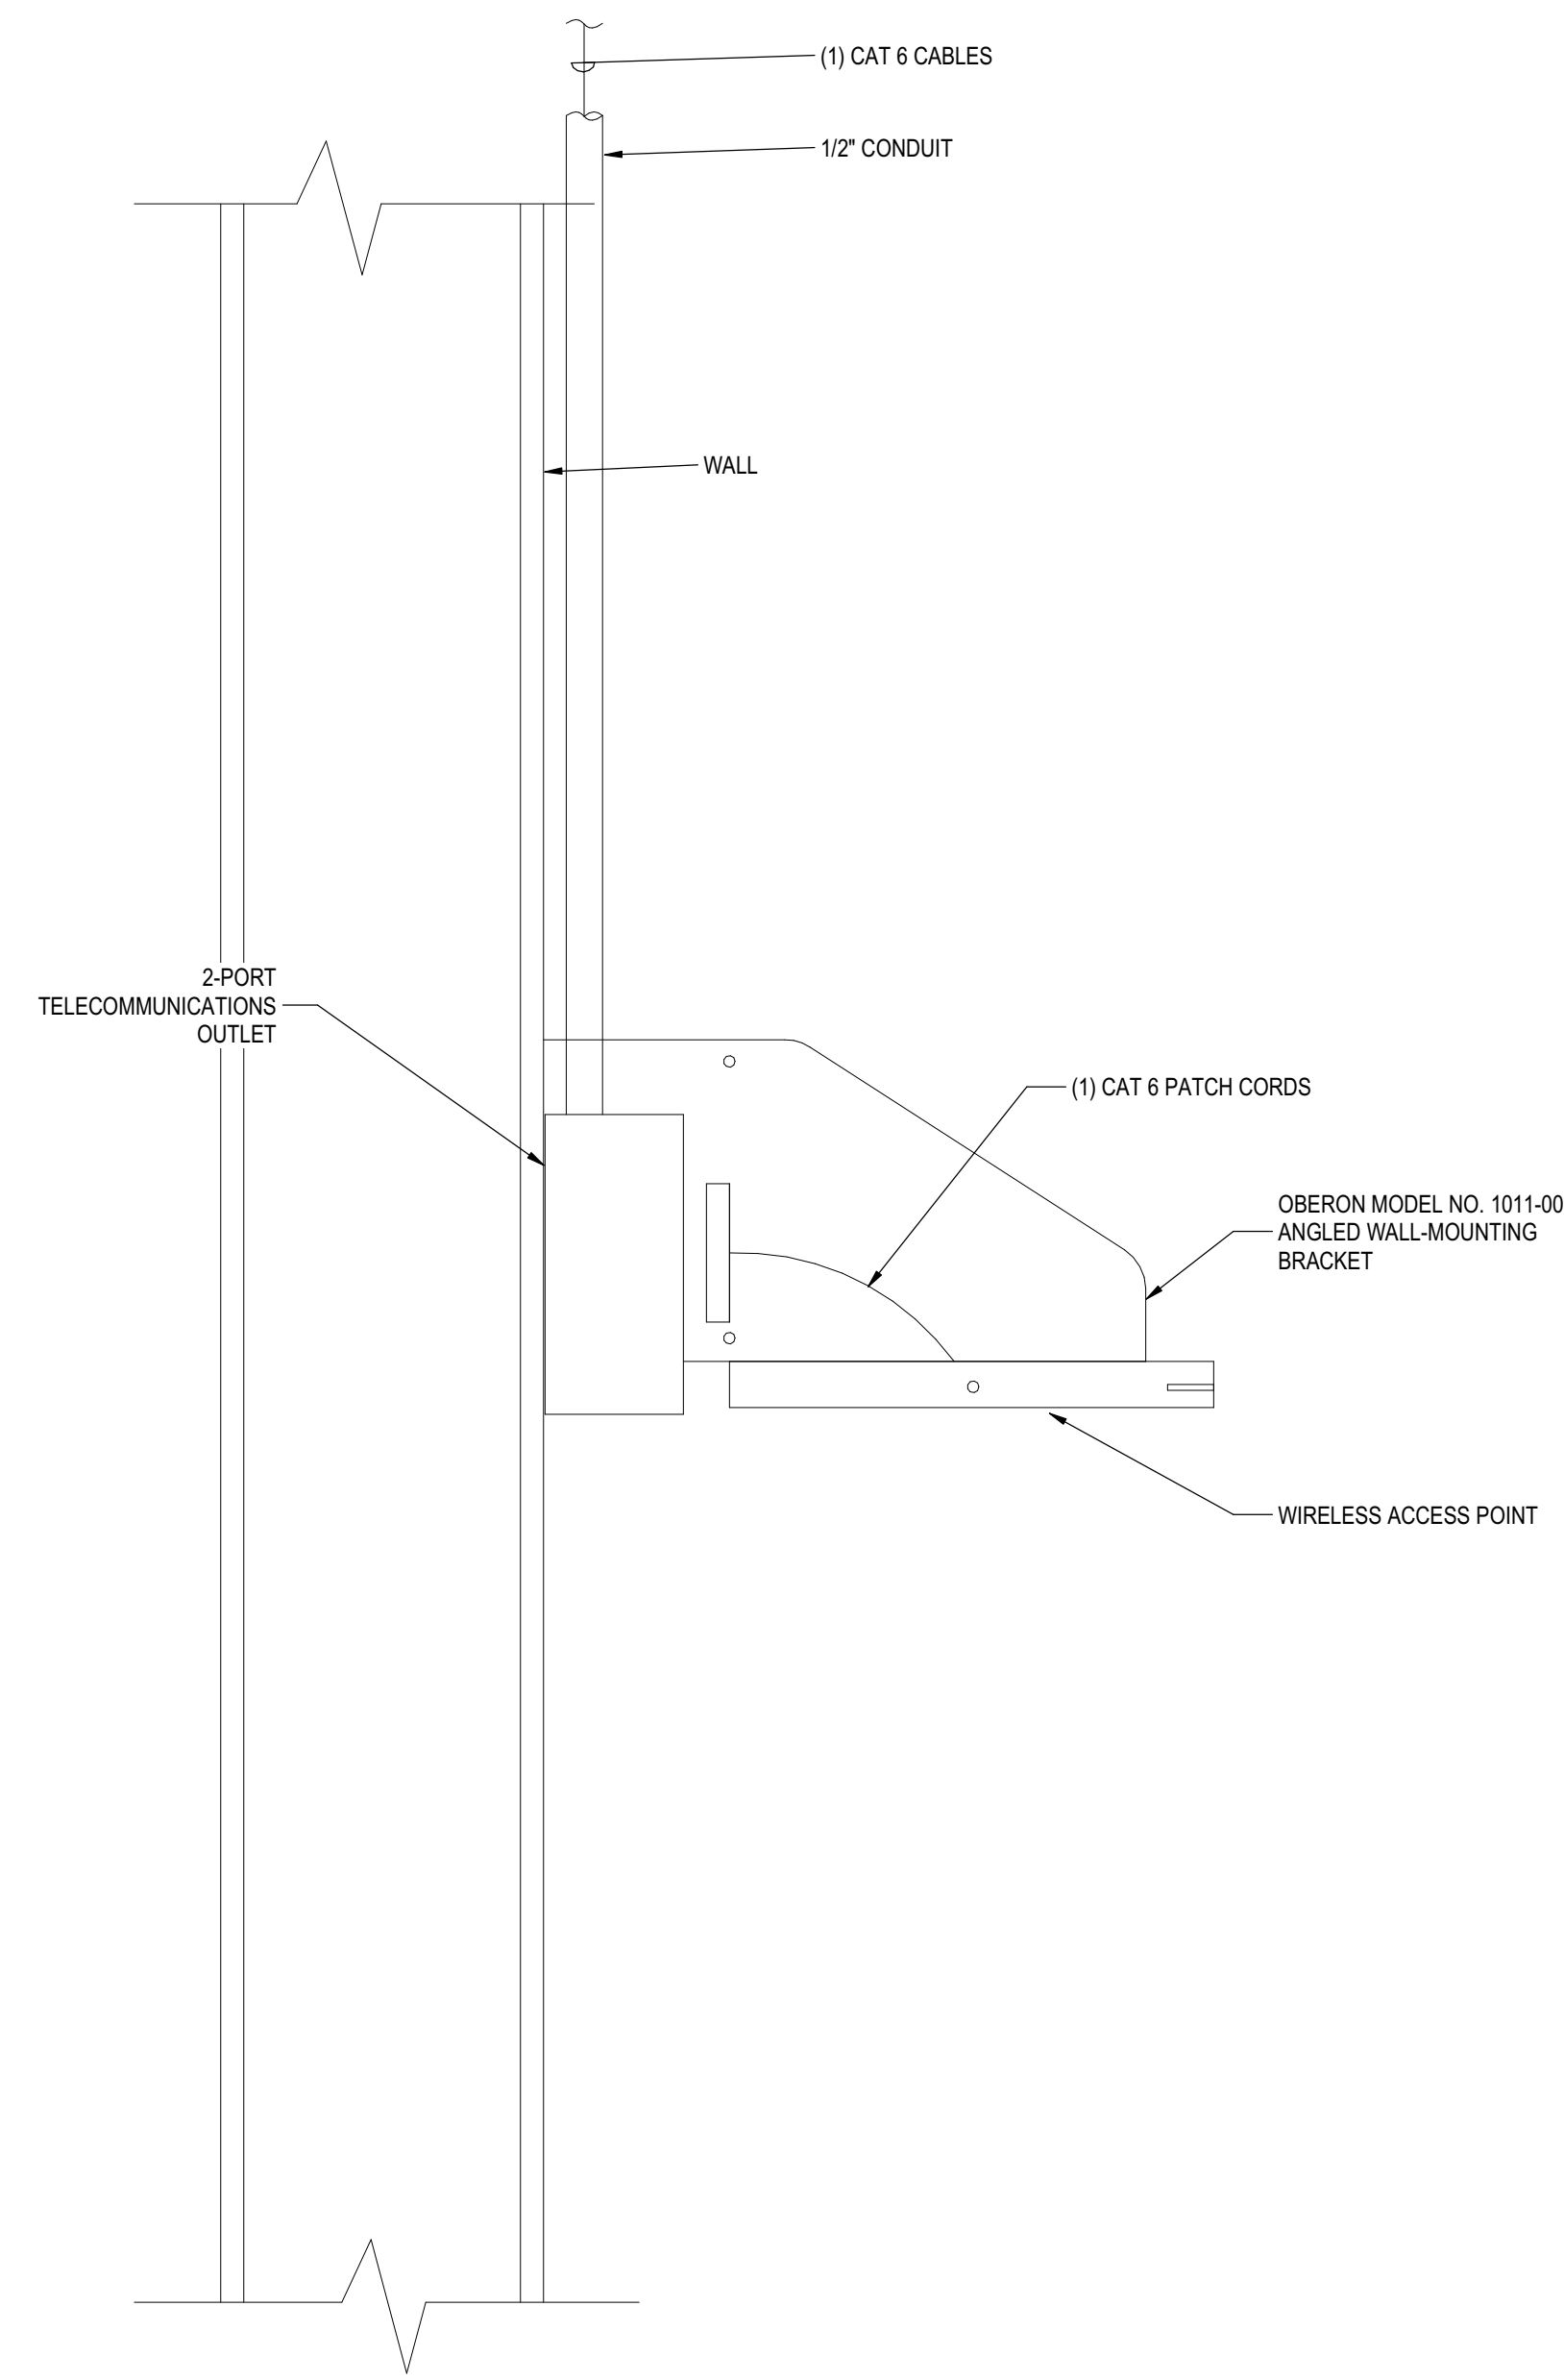 (1) CAT 6 CABLES
1/2" CONDUIT
WALL
2-PORT
TELECOMMUNICATIONS
OUTLET
(1) CAT 6 PATCH CORDS
OBERON MODEL NO. 1011-00
ANGLED WALL-MOUNTING
BRACKET
WIRELESS ACCESS POINT